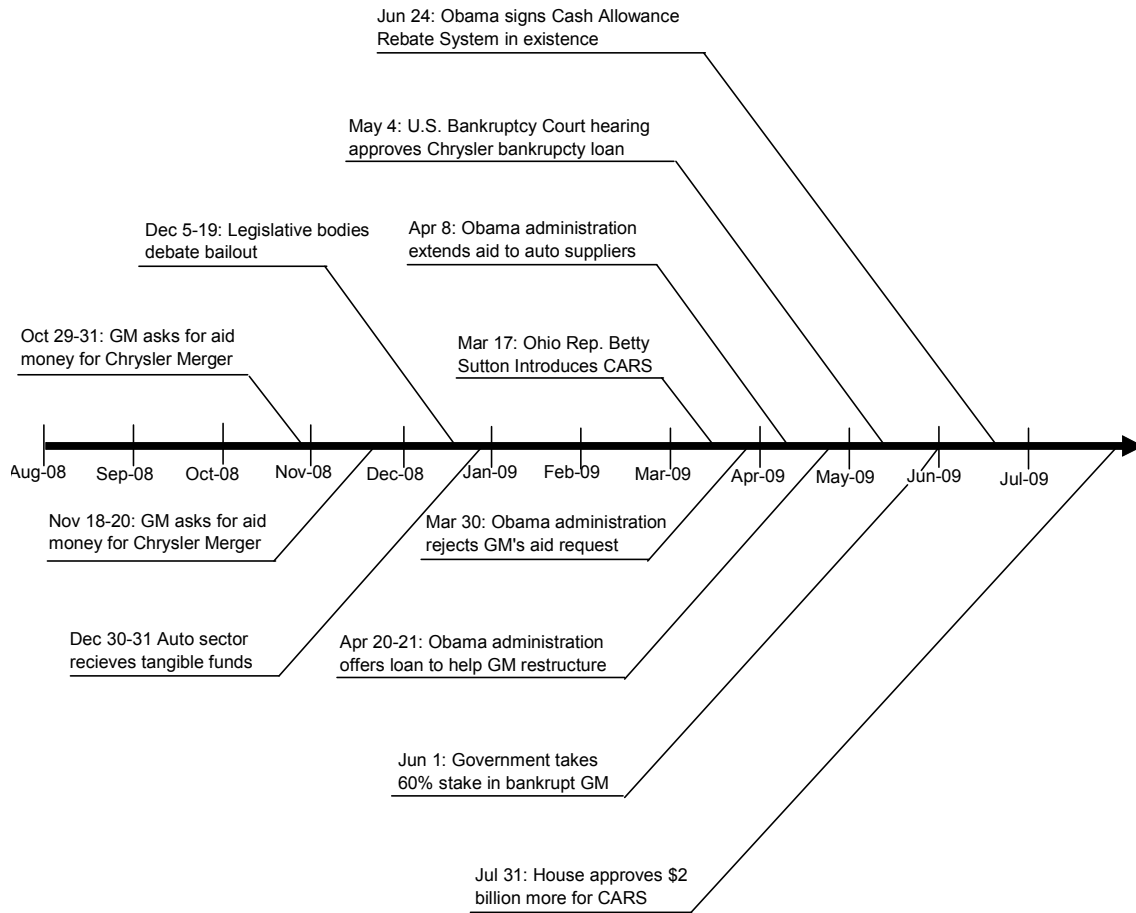 Jun 24: Obama signs Cash Allowance
Rebate System in existence
May 4: U.S. Bankruptcy Court hearing
approves Chrysler bankrupcty loan
Dec 5-19: Legislative bodies
debate bailout
Apr 8: Obama administration
extends aid to auto suppliers
Oct 29-31: GM asks for aid
money for Chrysler Merger
Mar 17: Ohio Rep. Betty
Sutton Introduces CARS
Aug-08 Sep-08 Oct-08 Nov-08 Dec-08 Jan-09 Feb-09 Mar-09 Apr-09 May-09 Jun-09 Jul-09
Nov 18-20: GM asks for aid
money for Chrysler Merger
Mar 30: Obama administration
rejects GM's aid request
Dec 30-31 Auto sector
recieves tangible funds
Apr 20-21: Obama administration
offers loan to help GM restructure
Jun 1: Government takes
60% stake in bankrupt GM
Jul 31: House approves $2
billion more for CARS